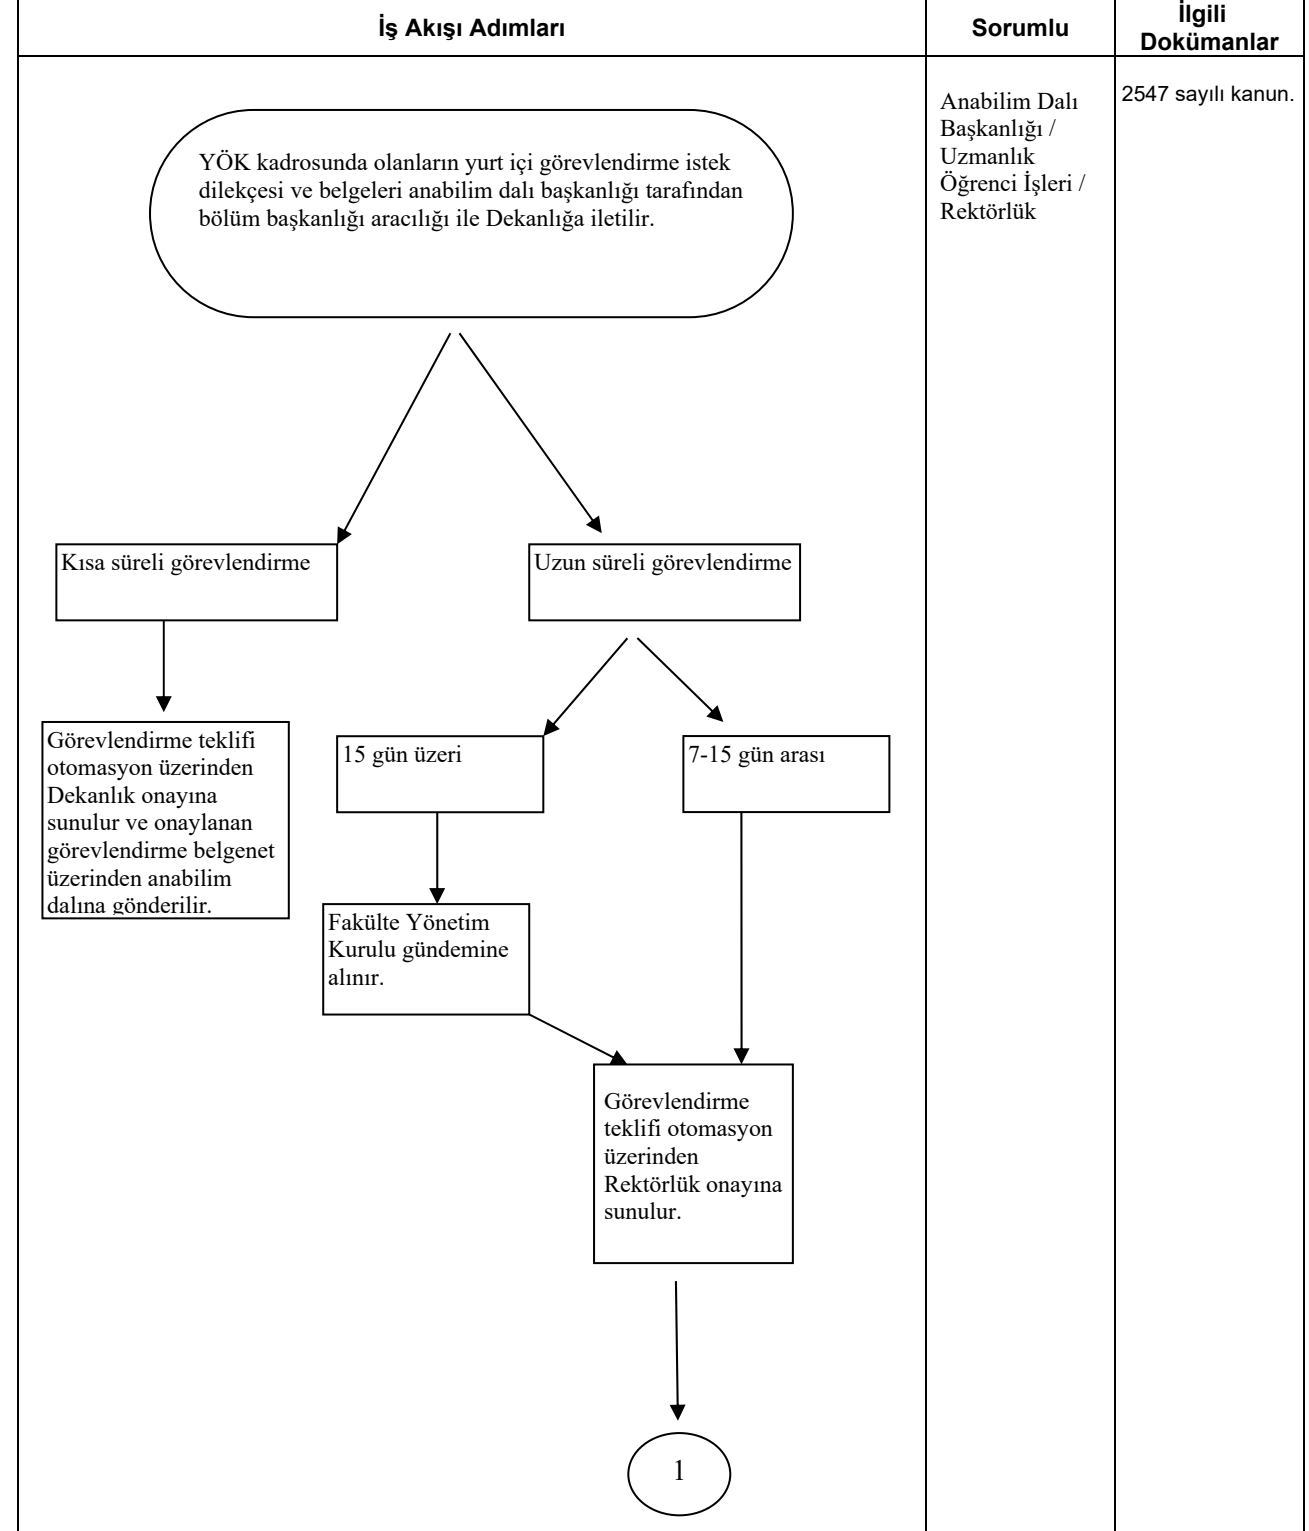 İş Akışı Adımları
Sorumlu
İlgili
Dokümanlar
YÖK kadrosunda olanların yurt içi görevlendirme istek
dilekçesi ve belgeleri anabilim dalı başkanlığı tarafından
bölüm başkanlığı aracılığı ile Dekanlığa iletilir.
Anabilim Dalı
Başkanlığı /
Uzmanlık
Öğrenci İşleri /
Rektörlük
2547 sayılı kanun.
Kısa süreli görevlendirme
Uzun süreli görevlendirme
Görevlendirme teklifi
otomasyon üzerinden
Dekanlık onayına
sunulur ve onaylanan
görevlendirme belgenet
üzerinden anabilim
dalına gönderilir.
15 gün üzeri
7-15 gün arası
Fakülte Yönetim
Kurulu gündemine
alınır.
Görevlendirme
teklifi otomasyon
üzerinden
Rektörlük onayına
sunulur.
1